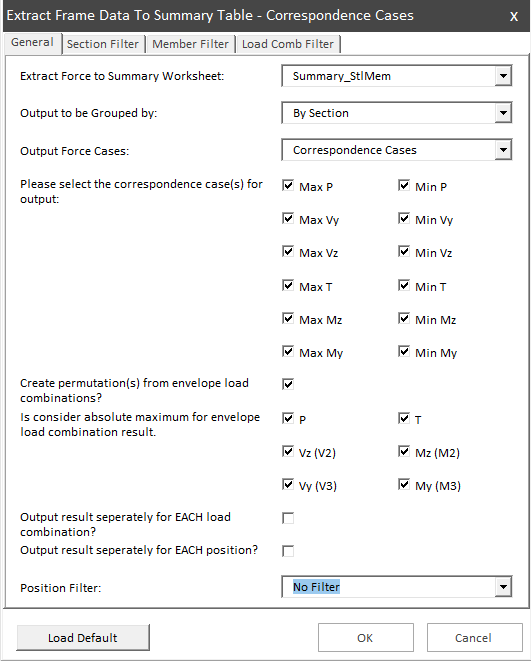 Extract Frame Data To Summary Table - Correspondence Cases X
General Section Filter Member Filter Load Comb Filter
Extract Force to Summary Worksheet: Summary_StlMem
Output to be Grouped by: By Section
Output Force Cases: Correspondence Cases
Please select the correspondence case(s) for
output:
Max P Min P
Max Vy Min Vy
Max Vz Min Vz
Max T Min T
Max Mz Min Mz
Max My Min My
Create permutation(s) from envelope load
combinations?
Is consider absolute maximum for envelope
load combination result.
P T
Vz (V2) Mz (M2)
Vy (V3) My (M3)
Output result seperately for EACH load
combination?
Output result seperately for EACH position?
Position Filter: No Filter
Load Default OK Cancel